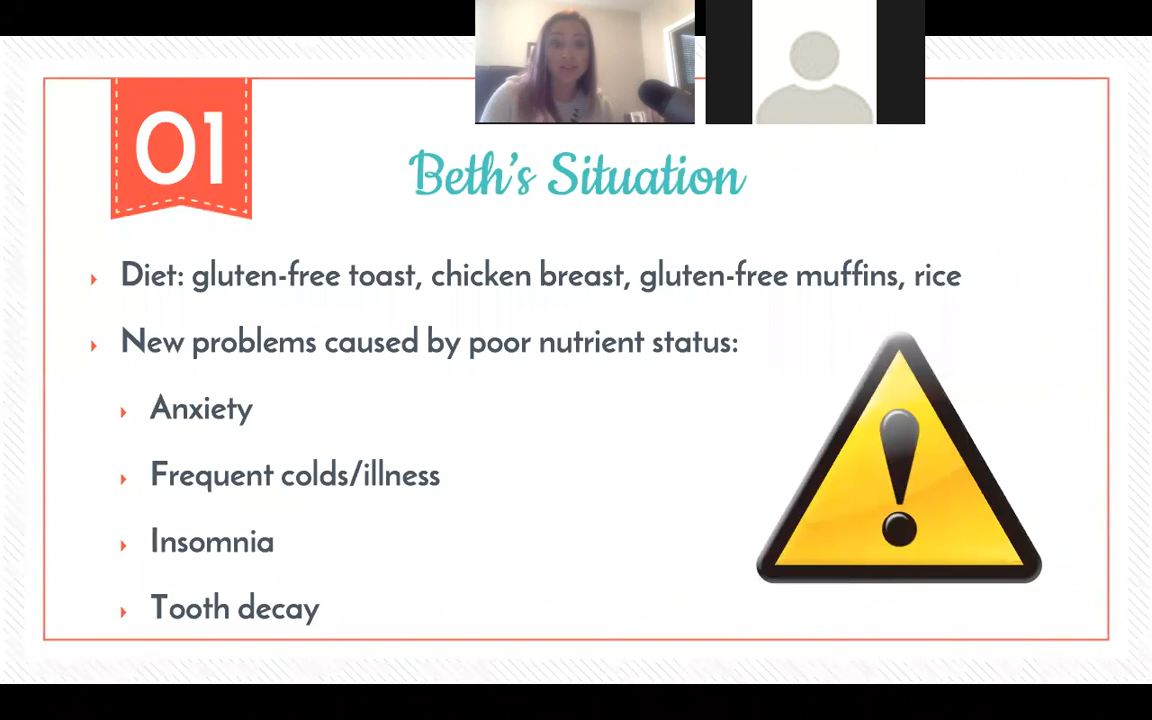 01
Beth's Situation
Diet: gluten-free toast, chicken breast, gluten-free muffins, rice
New problems caused by poor nutrient status:
Anxiety
Frequent colds/illness
Insomnia
Tooth decay